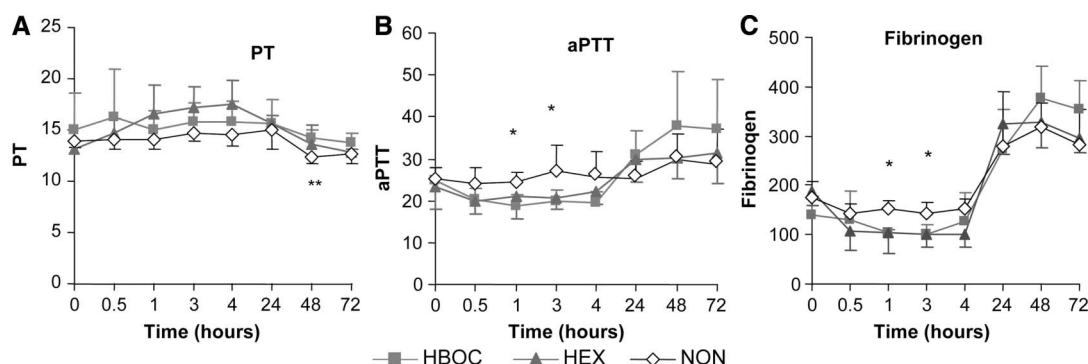 A
PT
PT
25
20
15
10
5
0
0 0.5 1 3 4 24 48 72
Time (hours)
**
B
aPTT
aPTT
60
50
40
30
20
10
0
0 0.5 1 3 4 24 48 72
Time (hours)
*
*
C
Fibrinogen
Fibrinogen
500
400
300
200
100
0
0 0.5 1 3 4 24 48 72
Time (hours)
*
*
HBOC HEX NON